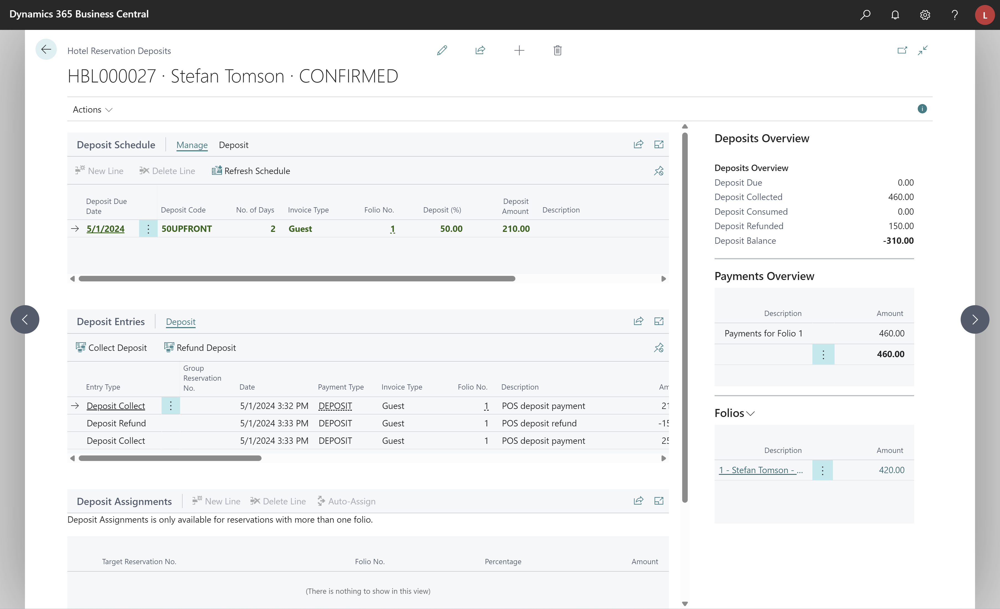 Dynamics 365 Business Central
L
Hotel Reservation Deposits
HBL000027 · Stefan Tomson · CONFIRMED
Actions
Deposit Schedule Manage Deposit
New Line Delete Line Refresh Schedule
Deposit Due Date Deposit Code No. of Days Invoice Type Folio No. Deposit (%) Deposit Amount Description
5/1/2024 50UPFRONT 2 Guest 1 50.00 210.00
Deposit Entries Deposit
Collect Deposit Refund Deposit
Entry Type Group Reservation No. Date Payment Type Invoice Type Folio No. Description Am
Deposit Collect 5/1/2024 3:32 PM DEPOSIT Guest 1 POS deposit payment 21
Deposit Refund 5/1/2024 3:33 PM DEPOSIT Guest 1 POS deposit refund -15
Deposit Collect 5/1/2024 3:33 PM DEPOSIT Guest 1 POS deposit payment 25
Deposit Assignments New Line Delete Line Auto-Assign
Deposit Assignments is only available for reservations with more than one folio.
Target Reservation No. Folio No. Percentage Amount
(There is nothing to show in this view)
Deposits Overview
Deposits Overview
Deposit Due 0.00
Deposit Collected 460.00
Deposit Consumed 0.00
Deposit Refunded 150.00
Deposit Balance -310.00
Payments Overview
Description Amount
Payments for Folio 1 460.00
460.00
Folios
Description Amount
1 - Stefan Tomson - ... 420.00